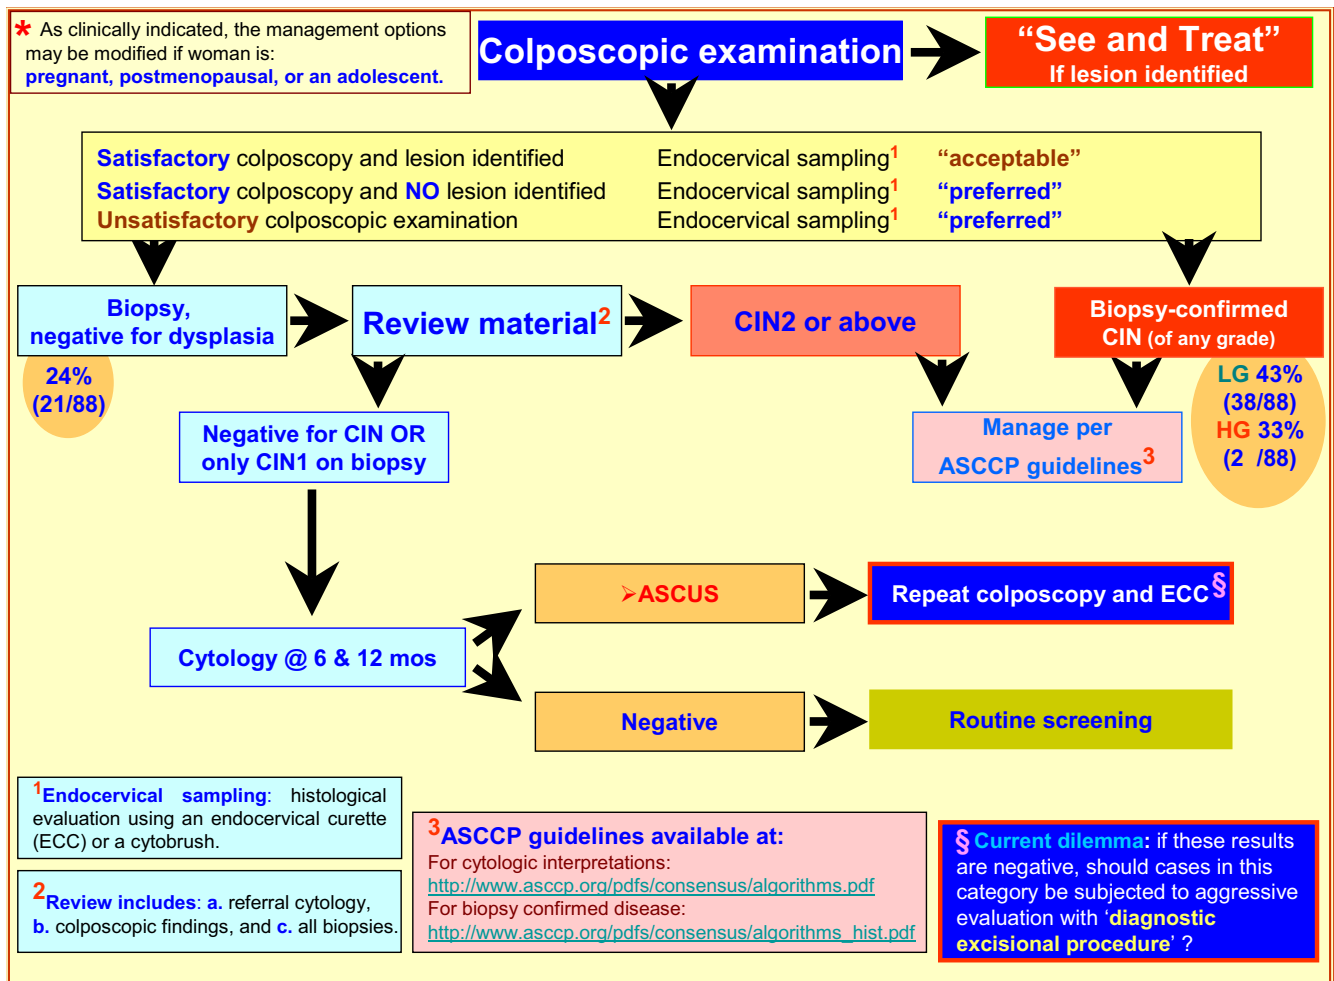 * As clinically indicated, the management options
may be modified if woman is:
pregnant, postmenopausal, or an adolescent.
Colposcopic examination
“See and Treat”
If lesion identified
Satisfactory colposcopy and lesion identified Endocervical sampling1 “acceptable”
Satisfactory colposcopy and NO lesion identified Endocervical sampling1 “preferred”
Unsatisfactory colposcopic examination Endocervical sampling1 “preferred”
Biopsy,
negative for dysplasia
Review material2
CIN2 or above
Biopsy-confirmed
CIN (of any grade)
24%
(21/88)
LG 43%
(38/88)
HG 33%
(2 /88)
Negative for CIN OR
only CIN1 on biopsy
Manage per
ASCCP guidelines3
➢ASCUS
Repeat colposcopy and ECC§
Cytology @ 6 & 12 mos
Negative
Routine screening
1Endocervical sampling: histological
evaluation using an endocervical curette
(ECC) or a cytobrush.
2Review includes: a. referral cytology,
b. colposcopic findings, and c. all biopsies.
3ASCCP guidelines available at:
For cytologic interpretations:
http://www.asccp.org/pdfs/consensus/algorithms.pdf
For biopsy confirmed disease:
http://www.asccp.org/pdfs/consensus/algorithms_hist.pdf
§ Current dilemma: if these results
are negative, should cases in this
category be subjected to aggressive
evaluation with ‘diagnostic
excisional procedure’ ?